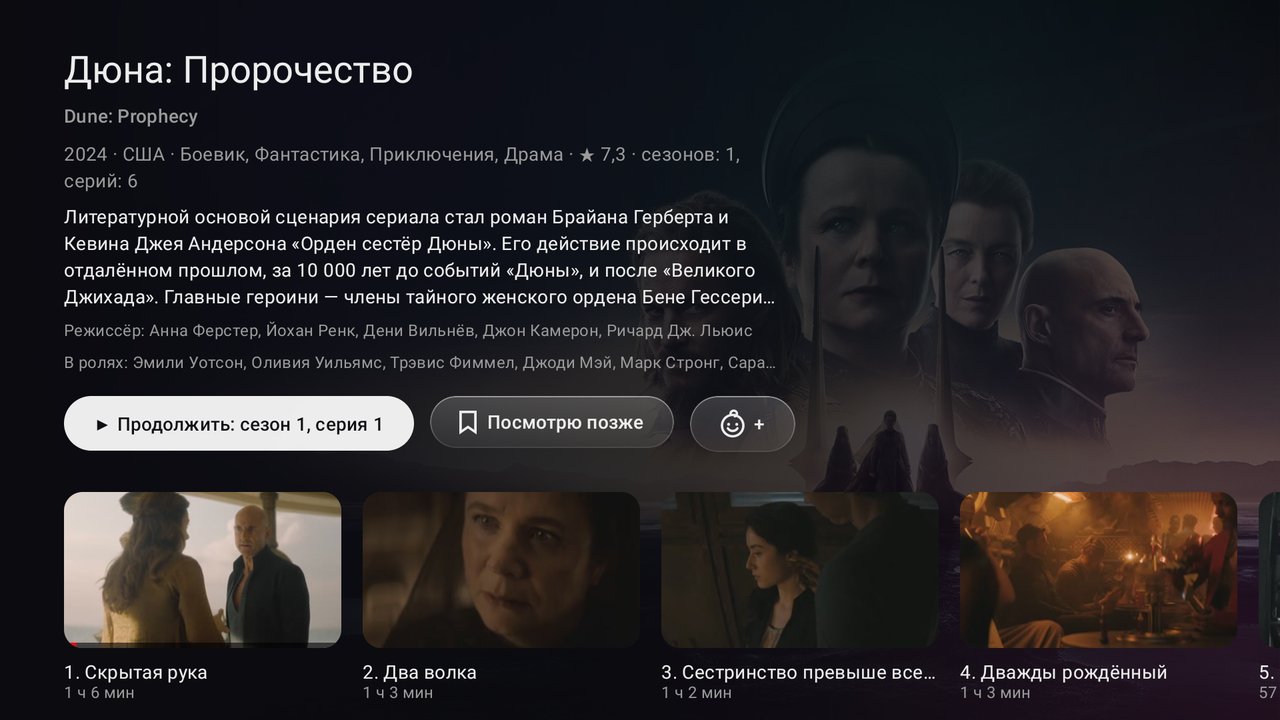 Дюна: Пророчество
Dune: Prophecy
2024 · США · Боевик, Фантастика, Приключения, Драма · ★ 7,3 · сезонов: 1,
серий: 6
Литературной основой сценария сериала стал роман Брайана Герберта и
Кевина Джея Андерсона «Орден сестёр Дюны». Его действие происходит в
отдалённом прошлом, за 10 000 лет до событий «Дюны», и после «Великого
Джихада». Главные героини — члены тайного женского ордена Бене Гессери…
Режиссёр: Анна Ферстер, Йохан Ренк, Дени Вильнёв, Джон Камерон, Ричард Дж. Льюис
В ролях: Эмили Уотсон, Оливия Уильямс, Трэвис Фиммел, Джоди Мэй, Марк Стронг, Сара…
► Продолжить: сезон 1, серия 1
Посмотрю позже
+
1. Скрытая рука
1 ч 6 мин
2. Два волка
1 ч 3 мин
3. Сестринство превыше все…
1 ч 2 мин
4. Дважды рождённый
1 ч 3 мин
5.
57